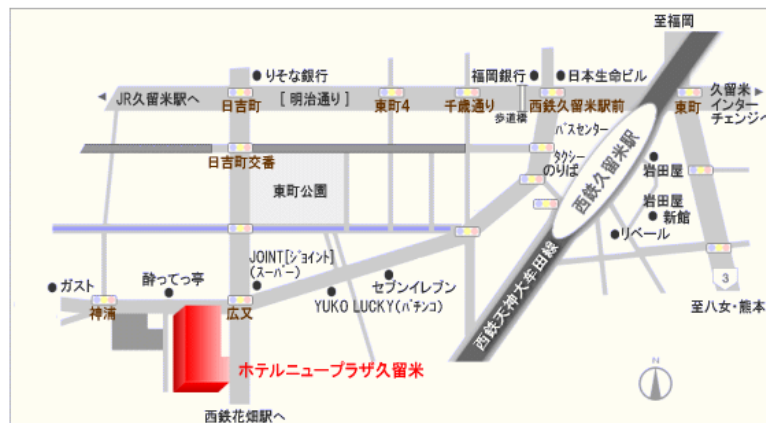 至福岡
りそな銀行
福岡銀行
日本生命ビル
JR久留米駅へ
日吉町
[ 明治通り ]
東町4
千歳通り
歩道橋
西鉄久留米駅前
東町
久留米
インター
チェンジへ
バスセンター
日吉町交番
タクシー
のりば
西鉄久留米駅
岩田屋
東町公園
岩田屋
新館
リベール
JOINT[ジョイント]
(スーパー)
セブンイレブン
ガスト
酔ってっ亭
YUKO LUCKY(パチンコ)
西鉄天神大牟田線
3
至八女・熊本
神浦
広又
ホテルニュープラザ久留米
N
西鉄花畑駅へ